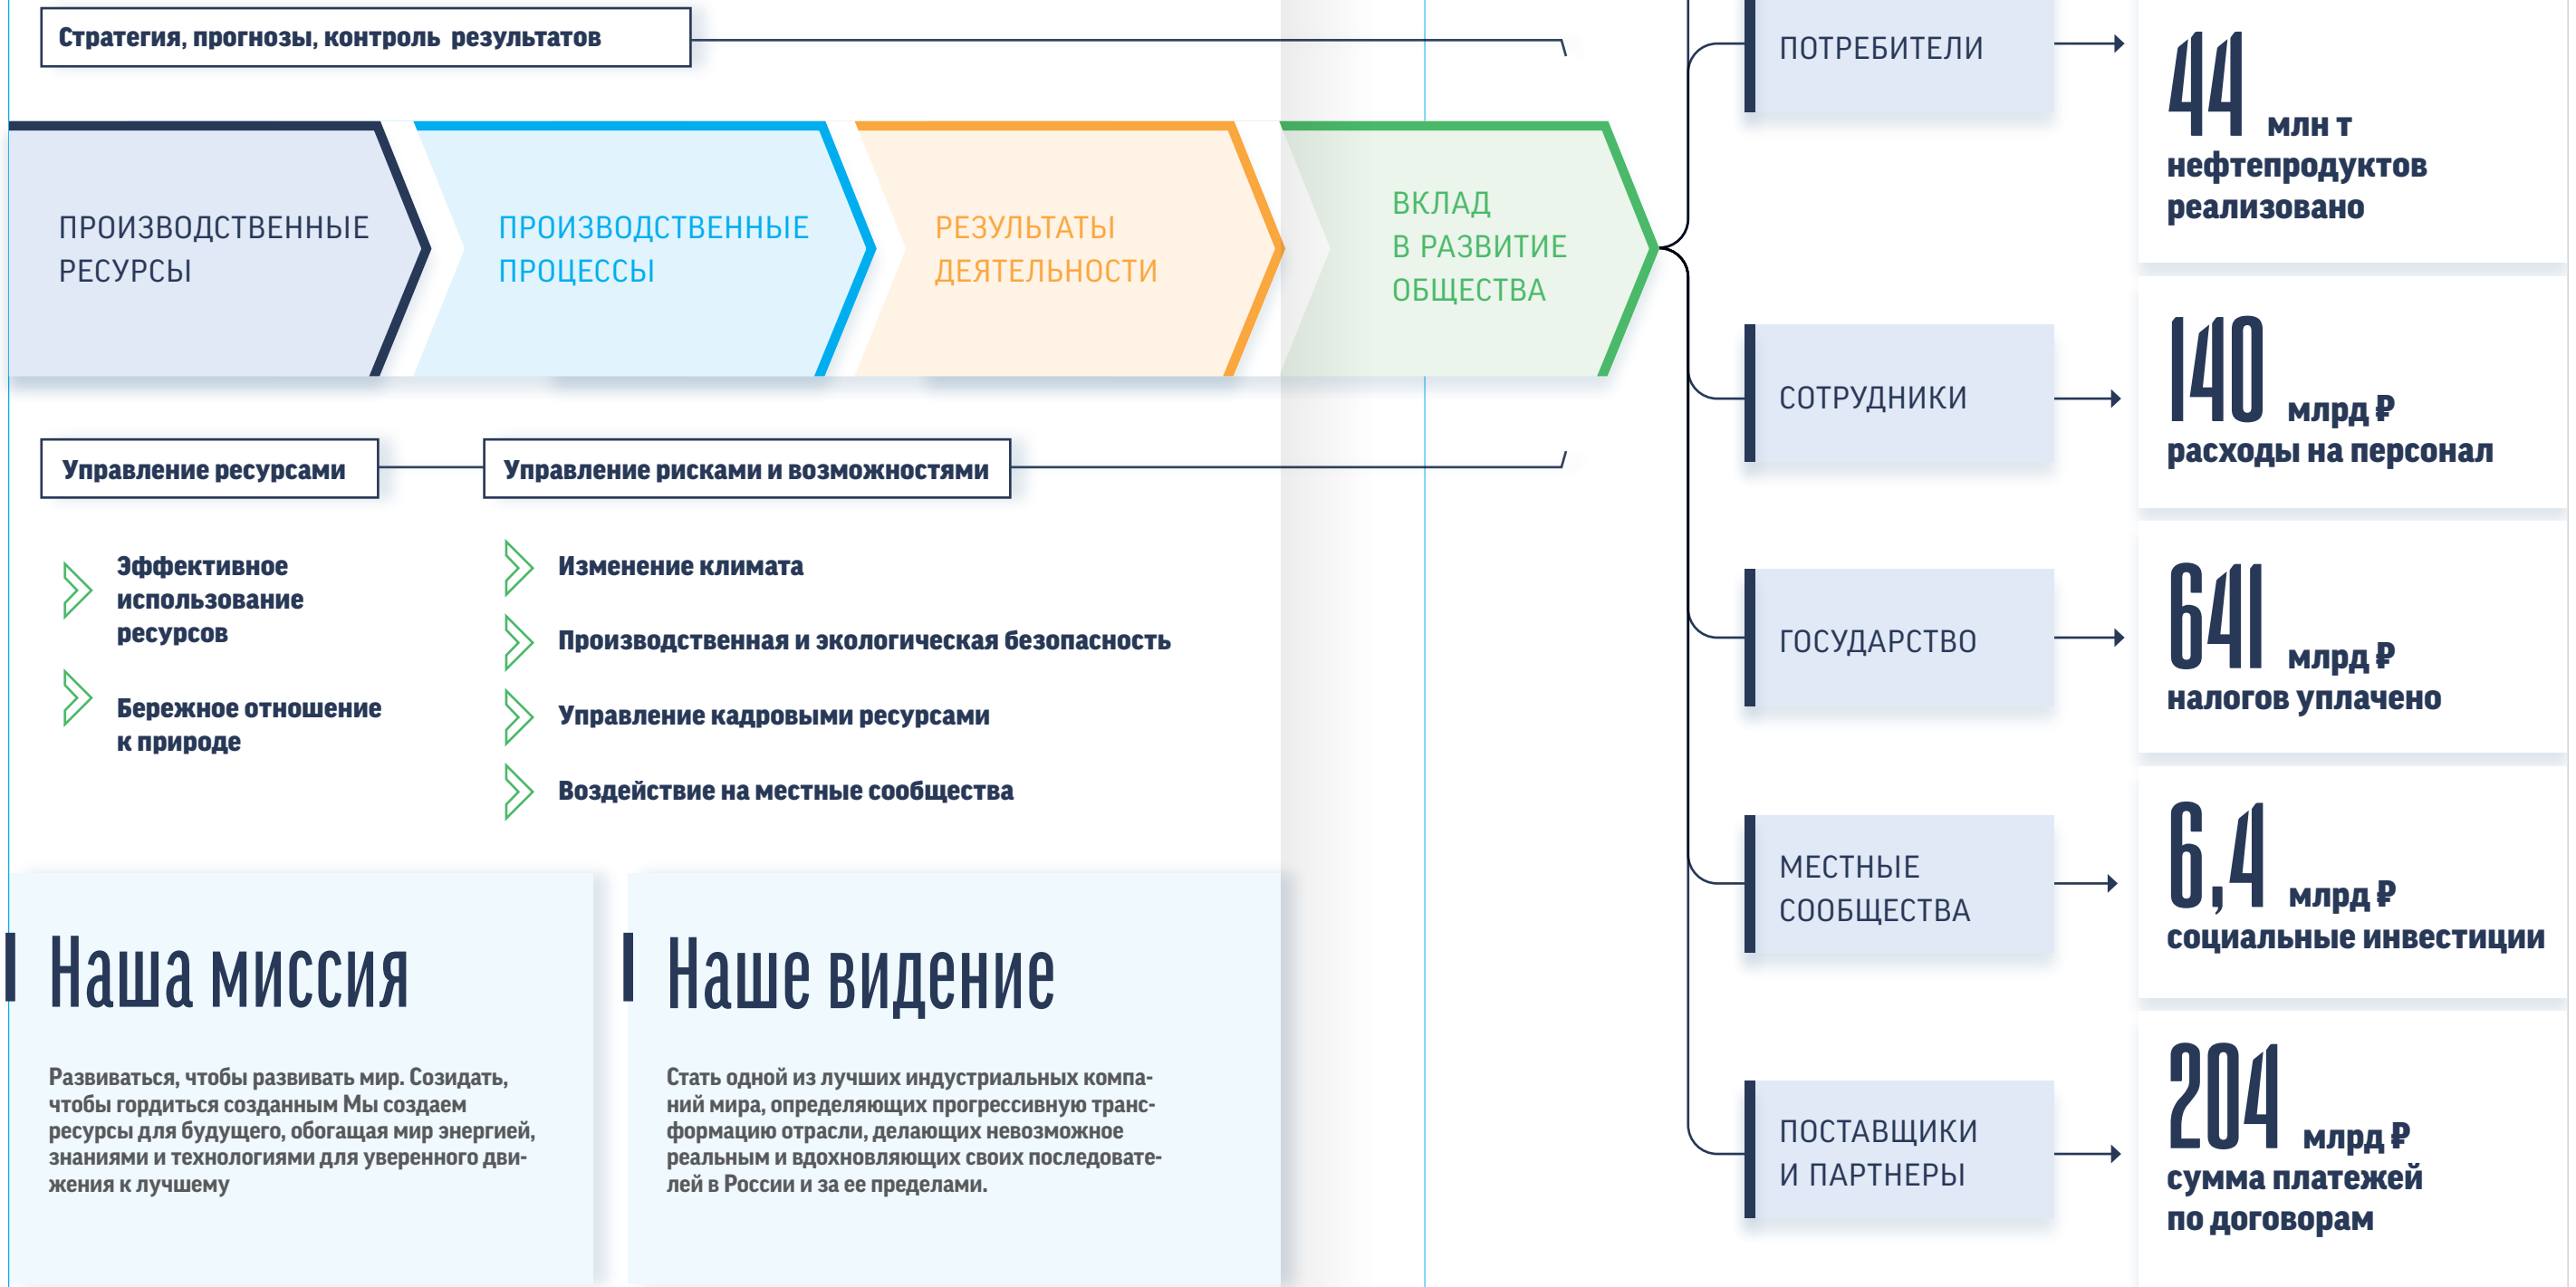 Стратегия, прогнозы, контроль результатов
ПРОИЗВОДСТВЕННЫЕ
РЕСУРСЫ
ПРОИЗВОДСТВЕННЫЕ
ПРОЦЕССЫ
РЕЗУЛЬТАТЫ
ДЕЯТЕЛЬНОСТИ
ВКЛАД
В РАЗВИТИЕ
ОБЩЕСТВА
Управление ресурсами
Эффективное
использование
ресурсов
Бережное отношение
к природе
Управление рисками и возможностями
Изменение климата
Производственная и экологическая безопасность
Управление кадровыми ресурсами
Воздействие на местные сообщества
Наша миссия
Развиваться, чтобы развивать мир. Созидать,
чтобы гордиться созданным Мы создаем
ресурсы для будущего, обогащая мир энергией,
знаниями и технологиями для уверенного дви-
жения к лучшему
Наше видение
Стать одной из лучших индустриальных компа-
ний мира, определяющих прогрессивную транс-
формацию отрасли, делающих невозможное
реальным и вдохновляющих своих последовате-
лей в России и за ее пределами.
ПОТРЕБИТЕЛИ
44 млн т
нефтепродуктов
реализовано
СОТРУДНИКИ
140 млрд ₽
расходы на персонал
ГОСУДАРСТВО
641 млрд ₽
налогов уплачено
МЕСТНЫЕ
СООБЩЕСТВА
6,4 млрд ₽
социальные инвестиции
ПОСТАВЩИКИ
И ПАРТНЕРЫ
204 млрд ₽
сумма платежей
по договорам